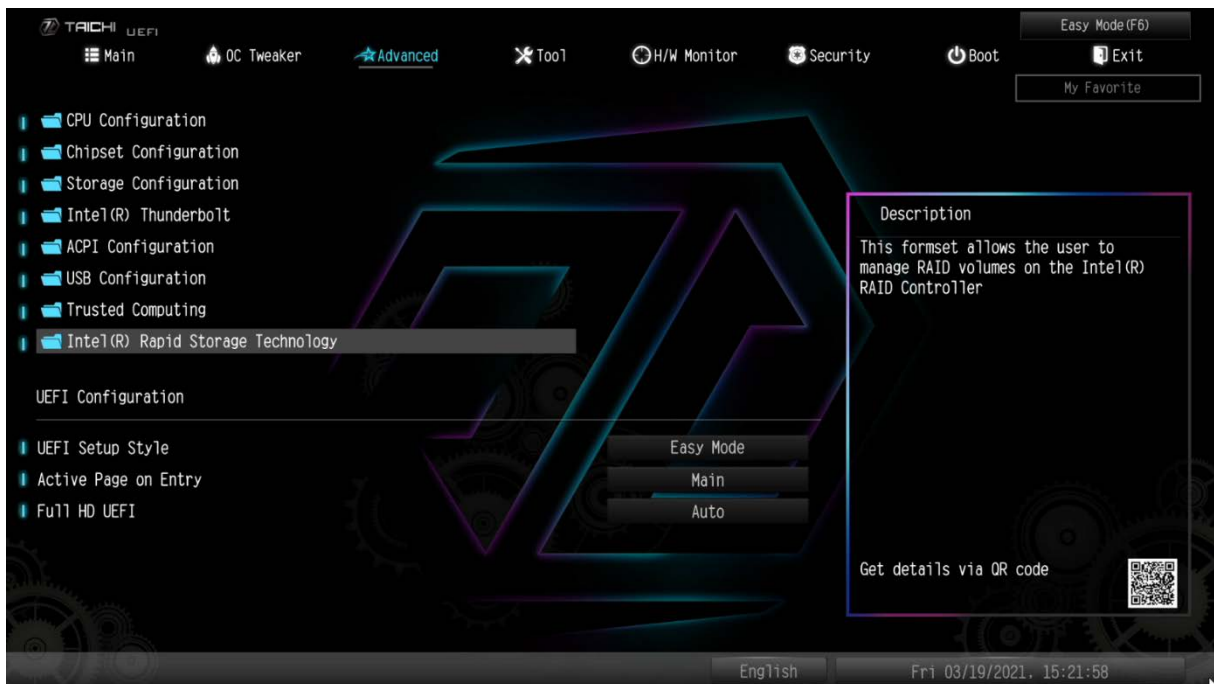 TAICHI UEFI
Easy Mode(F6)
Main OC Tweaker Advanced Tool H/W Monitor Security Boot Exit
My Favorite
CPU Configuration
Chipset Configuration
Storage Configuration
Intel(R) Thunderbolt
ACPI Configuration
USB Configuration
Trusted Computing
Intel(R) Rapid Storage Technology
Description
This formset allows the user to
manage RAID volumes on the Intel(R)
RAID Controller
UEFI Configuration
UEFI Setup Style Easy Mode
Active Page on Entry Main
Full HD UEFI Auto
Get details via QR code
English Fri 03/19/2021. 15:21:58